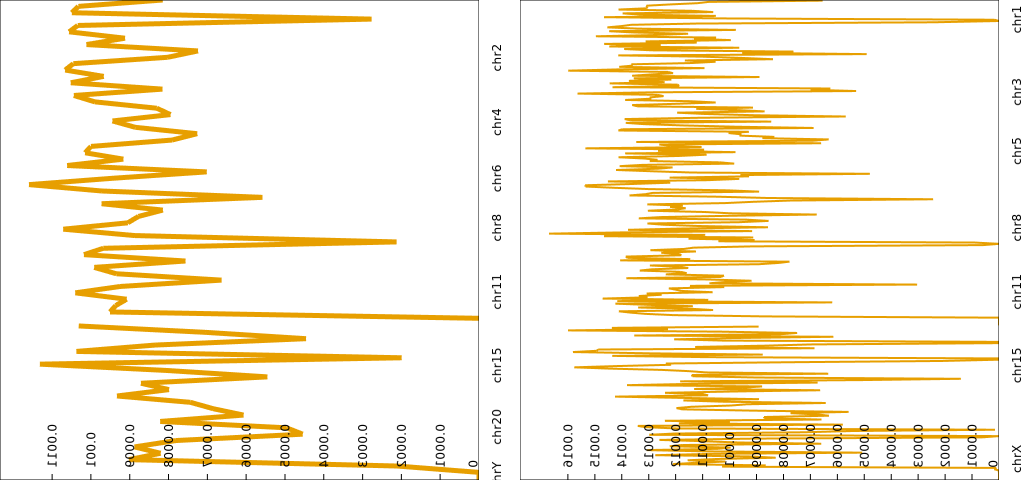 chr2
chr4
chr6
chr8
chr11
chr15
chr20
hrY
0.0011
0.001
0.0009
0.0008
0.0007
0.0006
0.0005
0.0004
0.0003
0.0002
0.0001
0
chr1
chr3
chr5
chr8
chr11
chr15
chrX
0.0016
0.0015
0.0014
0.0013
0.0012
0.0011
0.001
0.0009
0.0008
0.0007
0.0006
0.0005
0.0004
0.0003
0.0002
0.0001
0